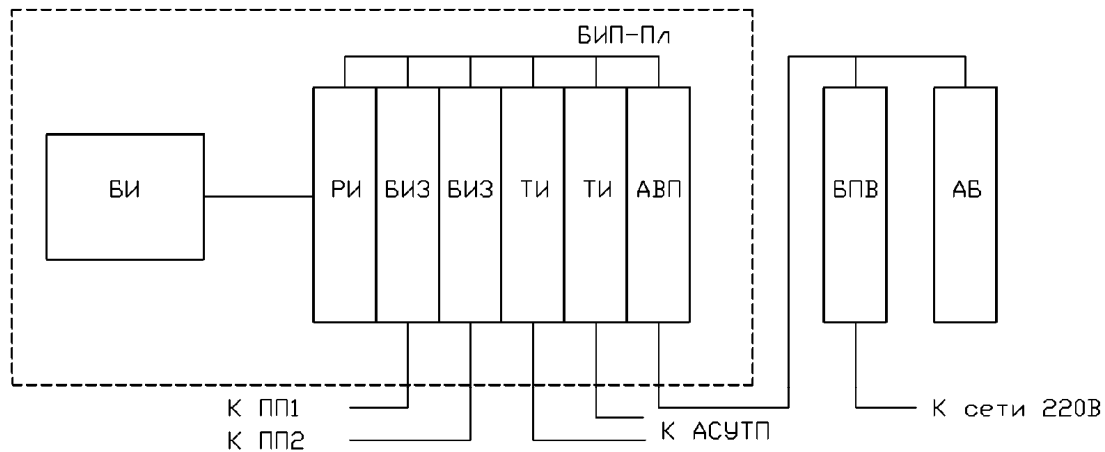 БИП-Пл
БИ
РИ
БИЗ
БИЗ
ТИ
ТИ
АВП
БПВ
АБ
К ПП1
К ПП2
К АСУТП
К сети 220В